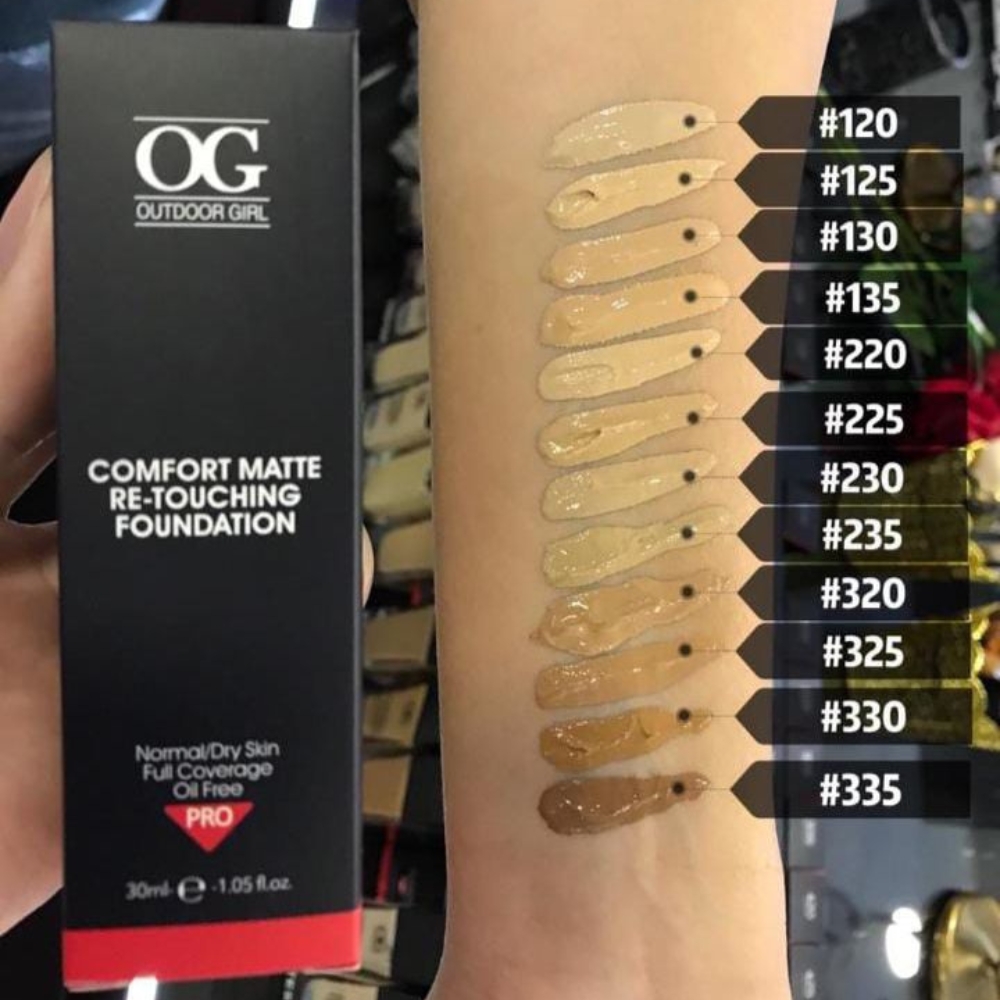 OG
OUTDOOR GIRL
COMFORT MATTE
RE-TOUCHING
FOUNDATION
Normal/Dry Skin
Full Coverage
Oil Free
PRO
30ml ℮ -1.05 fl.oz.
#120
#125
#130
#135
#220
#225
#230
#235
#320
#325
#330
#335